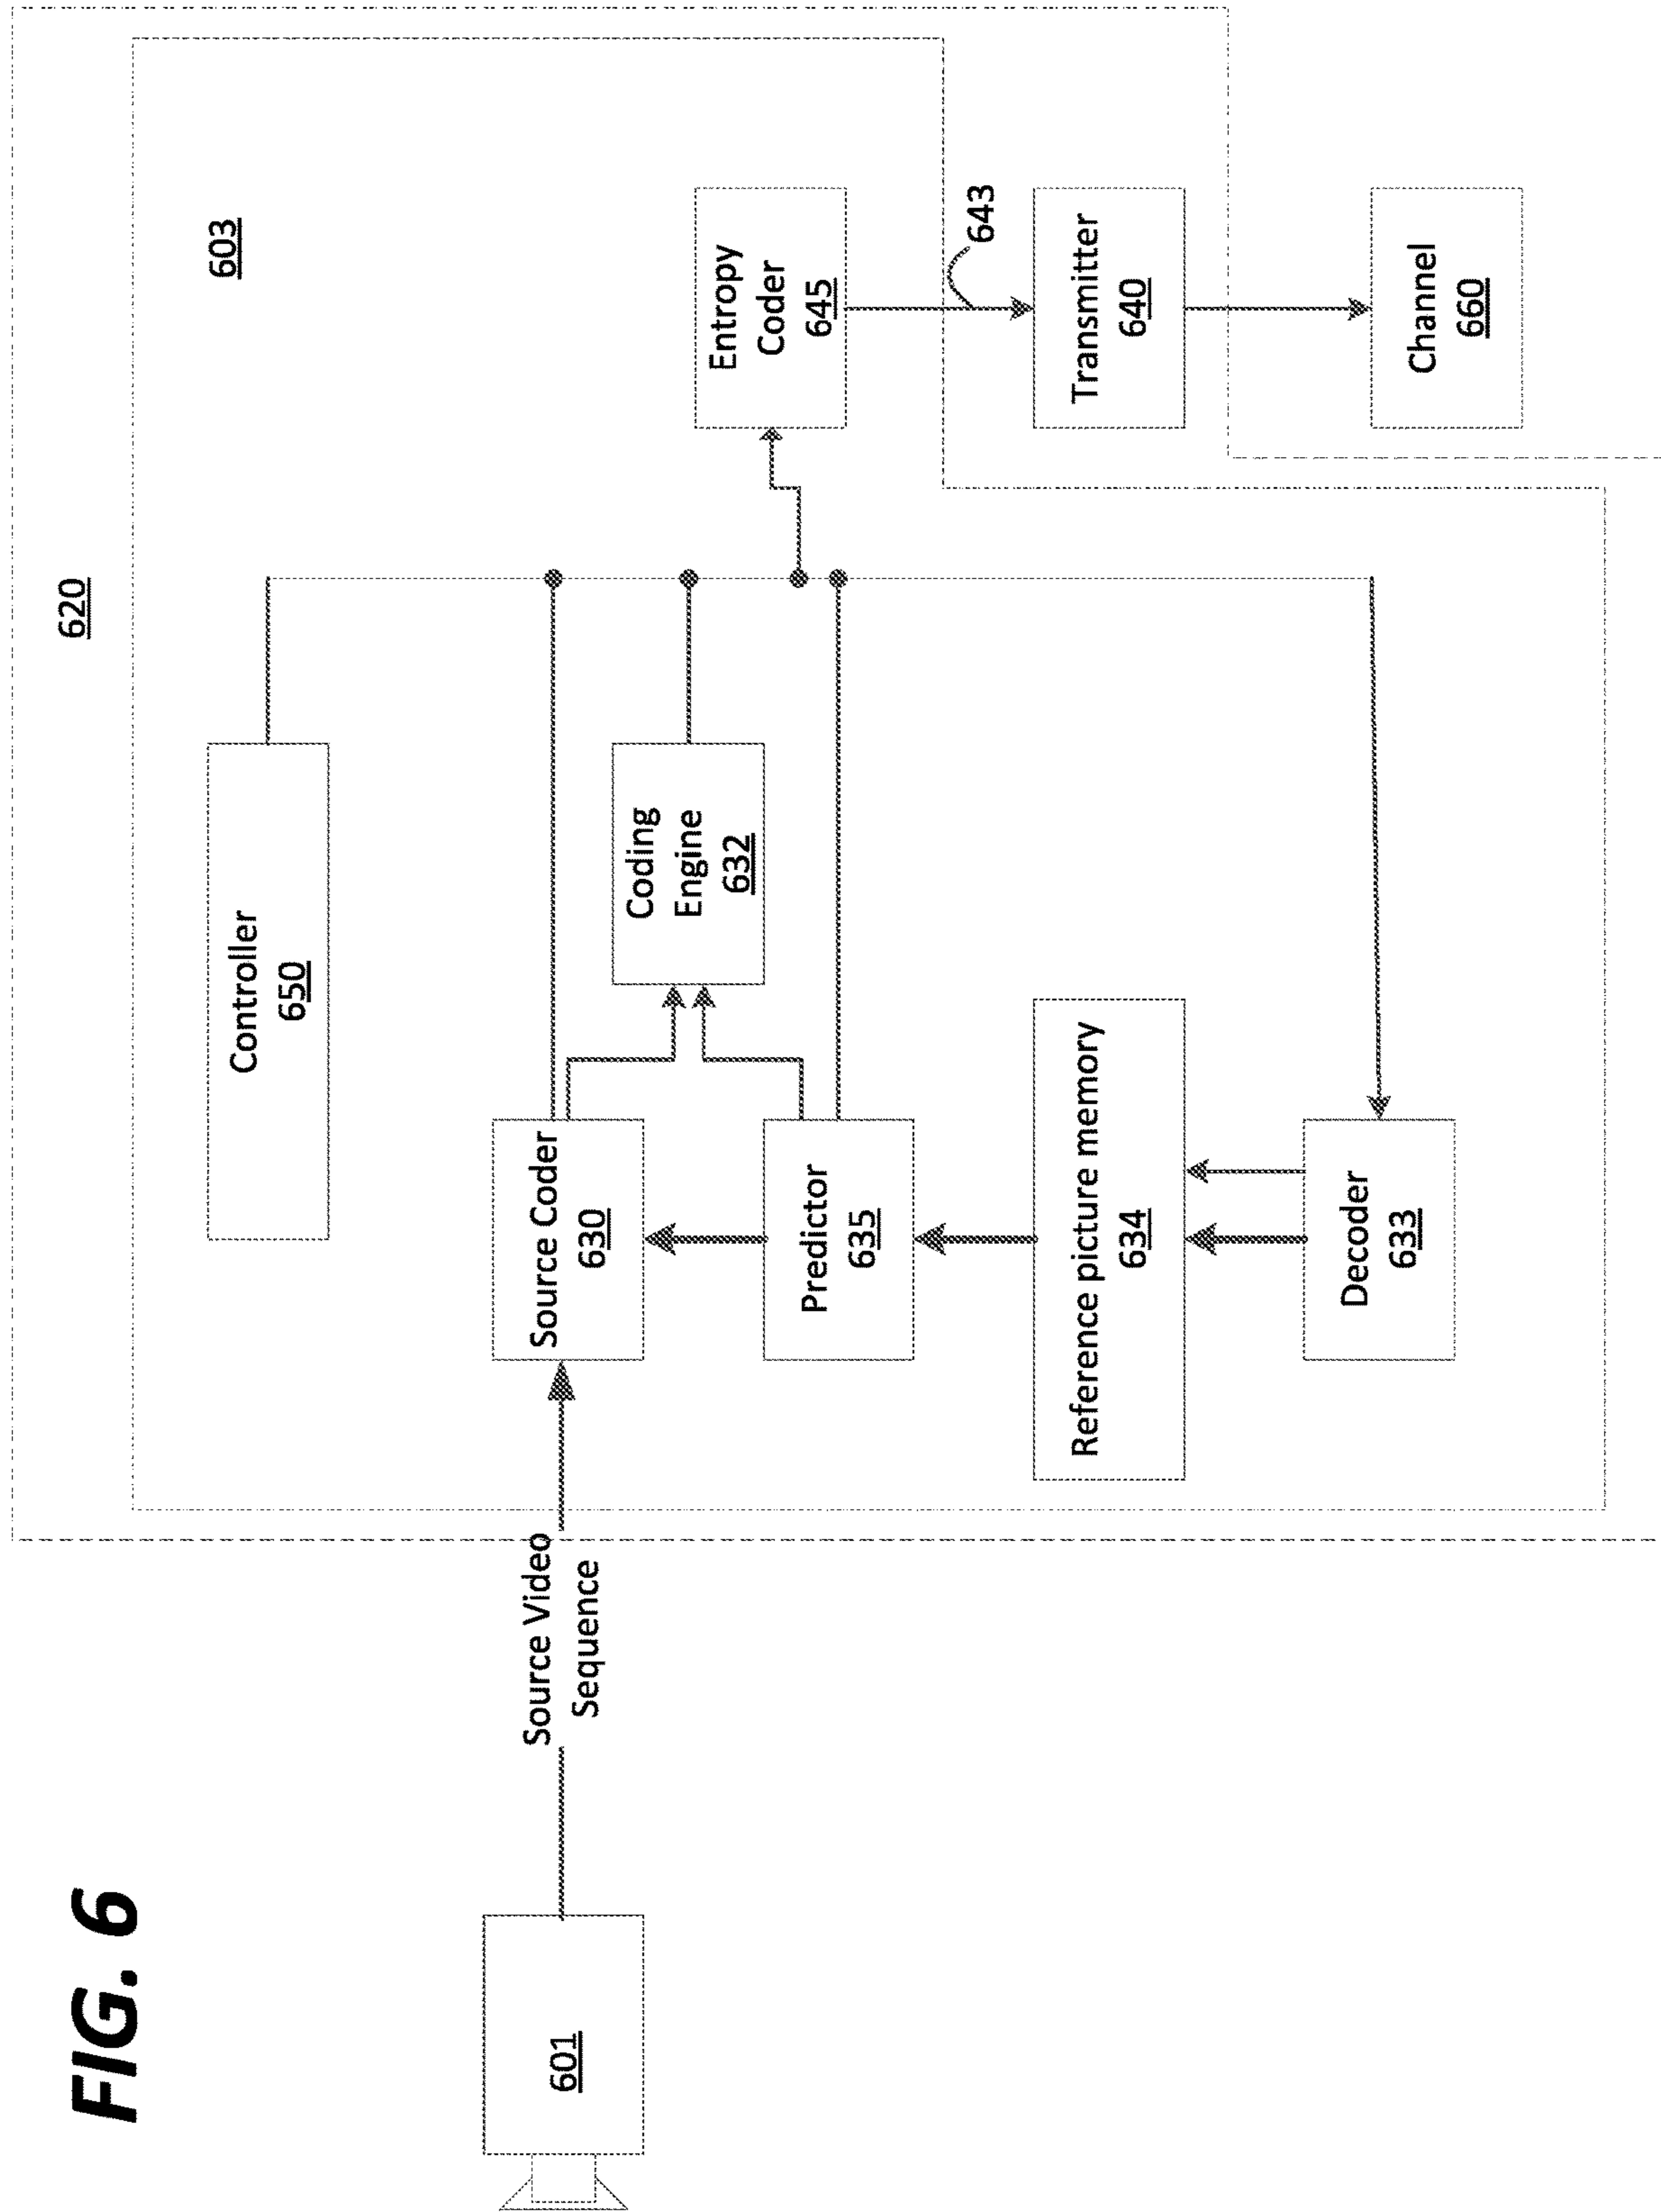 FIG. 6
620
603
Controller
650
601
Source Video
Sequence
Source Coder
630
Coding
Engine
632
Entropy
Coder
645
Predictor
635
643
Reference picture memory
634
Transmitter
640
Decoder
633
Channel
660